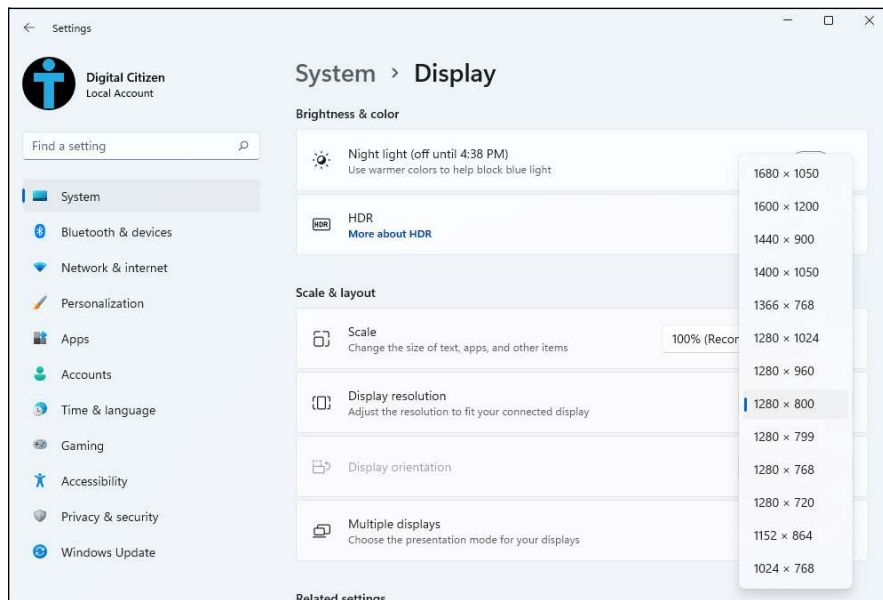 Settings
Digital Citizen
Local Account
Find a setting
System
Bluetooth & devices
Network & internet
Personalization
Apps
Accounts
Time & language
Gaming
Accessibility
Privacy & security
Windows Update
System > Display
Brightness & color
Night light (off until 4:38 PM)
Use warmer colors to help block blue light
HDR
HDR
More about HDR
Scale & layout
Scale
Change the size of text, apps, and other items
100% (Recor
Display resolution
Adjust the resolution to fit your connected display
Display orientation
Multiple displays
Choose the presentation mode for your displays
Related settings
1680 × 1050
1600 × 1200
1440 × 900
1400 × 1050
1366 × 768
1280 × 1024
1280 × 960
1280 × 800
1280 × 799
1280 × 768
1280 × 720
1152 × 864
1024 × 768